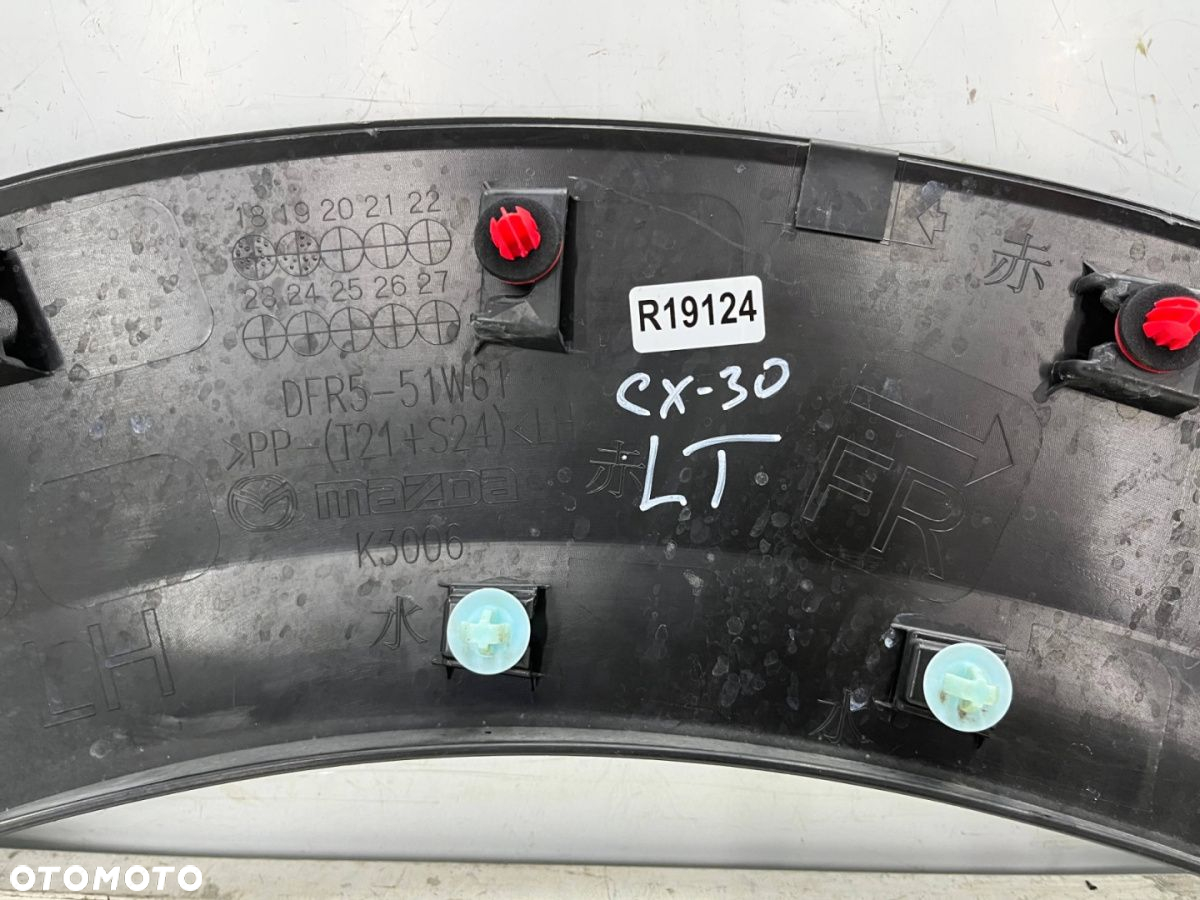 18 19 20 21 22
23 24 25 26 27
DFR5-51W61
>PP-(T21+S24)< LH
mazda
K3006
R19124
CX-30
LT
赤
赤
FR
水
水
LH
OTOMOTO